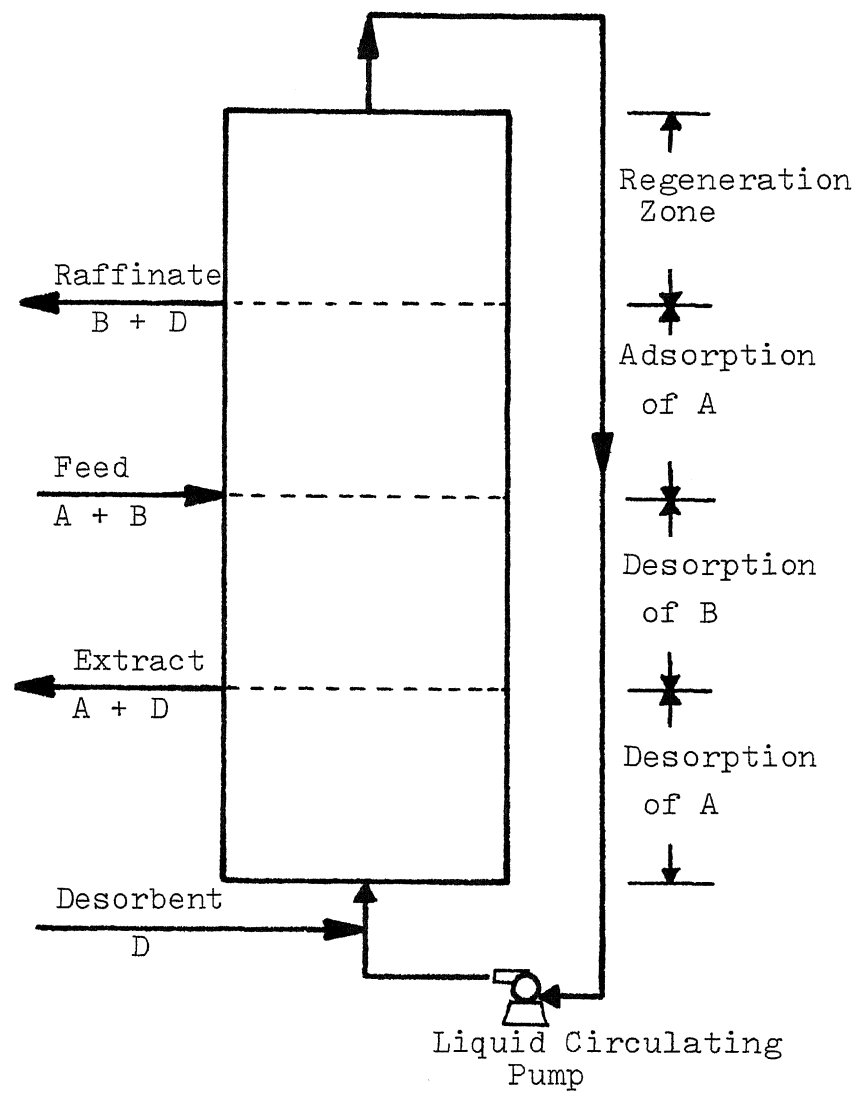 Regeneration
Zone
Raffinate
B + D
Adsorption
of A
Feed
A + B
Desorption
of B
Extract
A + D
Desorption
of A
Desorbent
D
Liquid Circulating
Pump